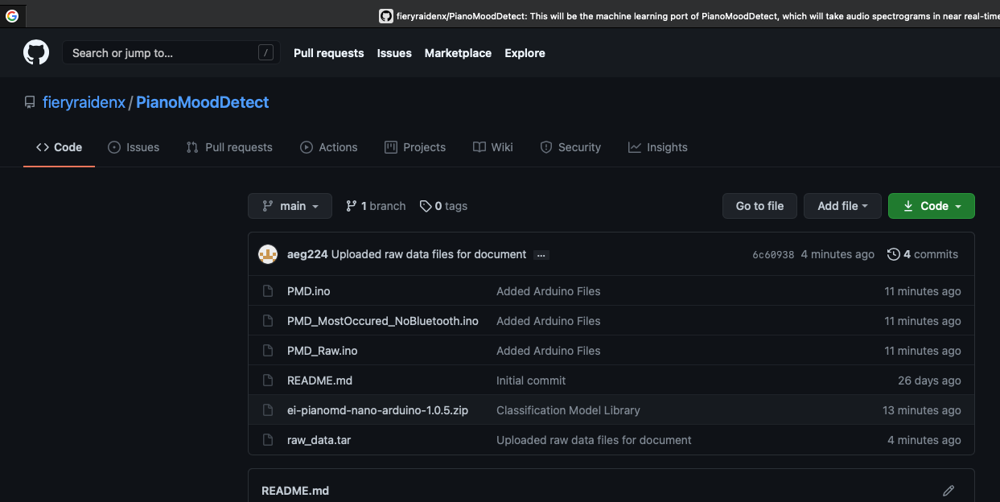 fieryraidenx/PianoMoodDetect: This will be the machine learning port of PianoMoodDetect, which will take audio spectrograms in near real-time
Search or jump to... / Pull requests Issues Marketplace Explore
fieryraidenx / PianoMoodDetect
Code Issues Pull requests Actions Projects Wiki Security Insights
main 1 branch 0 tags Go to file Add file Code
aeg224 Uploaded raw data files for document ... 6c60938 4 minutes ago 4 commits
PMD.ino Added Arduino Files 11 minutes ago
PMD_MostOccured_NoBluetooth.ino Added Arduino Files 11 minutes ago
PMD_Raw.ino Added Arduino Files 11 minutes ago
README.md Initial commit 26 days ago
ei-pianomd-nano-arduino-1.0.5.zip Classification Model Library 13 minutes ago
raw_data.tar Uploaded raw data files for document 4 minutes ago
README.md